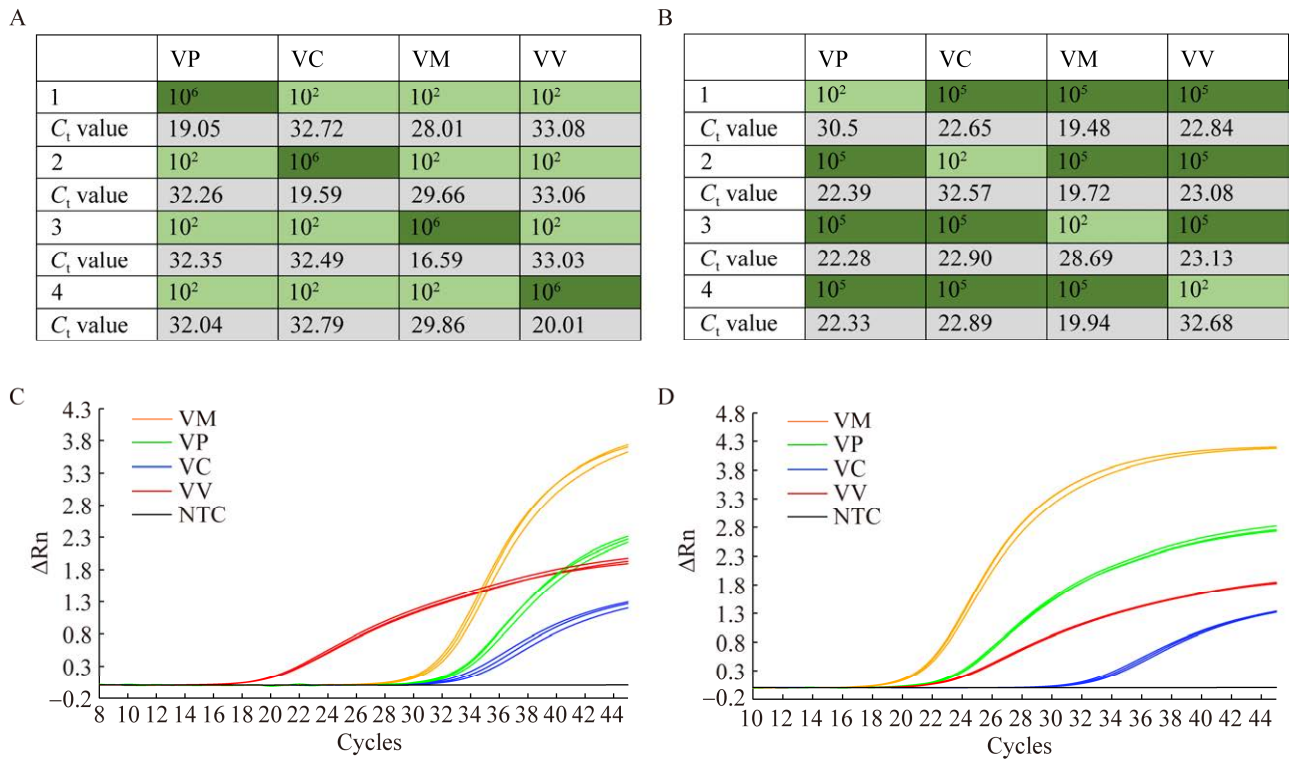 A
VP VC VM VV
1 10⁶ 10² 10² 10²
Cₜ value 19.05 32.72 28.01 33.08
2 10² 10⁶ 10² 10²
Cₜ value 32.26 19.59 29.66 33.06
3 10² 10² 10⁶ 10²
Cₜ value 32.35 32.49 16.59 33.03
4 10² 10² 10² 10⁶
Cₜ value 32.04 32.79 29.86 20.01
B
VP VC VM VV
1 10² 10⁵ 10⁵ 10⁵
Cₜ value 30.5 22.65 19.48 22.84
2 10⁵ 10² 10⁵ 10⁵
Cₜ value 22.39 32.57 19.72 23.08
3 10⁵ 10⁵ 10² 10⁵
Cₜ value 22.28 22.90 28.69 23.13
4 10⁵ 10⁵ 10⁵ 10²
Cₜ value 22.33 22.89 19.94 32.68
C
4.3
3.8
3.3
2.8
2.3
1.8
1.3
0.8
0.3
–0.2
ΔRn
VM
VP
VC
VV
NTC
8 10 12 14 16 18 20 22 24 26 28 30 32 34 36 38 40 42 44
Cycles
D
4.8
4.3
3.8
3.3
2.8
2.3
1.8
1.3
0.8
0.3
–0.2
ΔRn
VM
VP
VC
VV
NTC
10 12 14 16 18 20 22 24 26 28 30 32 34 36 38 40 42 44
Cycles